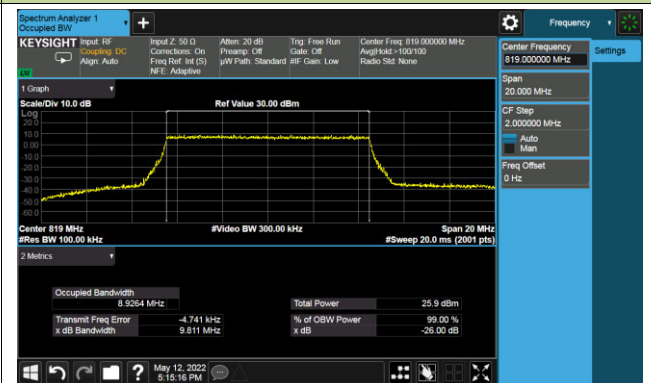 Spectrum Analyzer 1
Occupied BW
Frequency
KEYSIGHT
Input: RF
Coupling: DC
Align: Auto
Input Z: 50 Ω
Corrections: On
Freq Ref: Int (S)
NFE: Adaptive
Atten: 20 dB
Preamp: Off
µW Path: Standard
Trig: Free Run
Gate: Off
#IF Gain: Low
Center Freq: 819.000000 MHz
Avg|Hold:>100/100
Radio Std: None
Center Frequency
819.000000 MHz
Settings
Span
20.000 MHz
CF Step
2.000000 MHz
Auto
Man
Freq Offset
0 Hz
1 Graph
Scale/Div 10.0 dB
Ref Value 30.00 dBm
Log
20.0
10.0
0.00
-10.0
-20.0
-30.0
-40.0
-50.0
-60.0
Center 819 MHz
#Video BW 300.00 kHz
Span 20 MHz
#Res BW 100.00 kHz
#Sweep 20.0 ms (2001 pts)
2 Metrics
Occupied Bandwidth
8.9264 MHz
Total Power
25.9 dBm
Transmit Freq Error
-4.741 kHz
% of OBW Power
99.00 %
x dB Bandwidth
9.811 MHz
x dB
-26.00 dB
May 12, 2022
5:15:16 PM